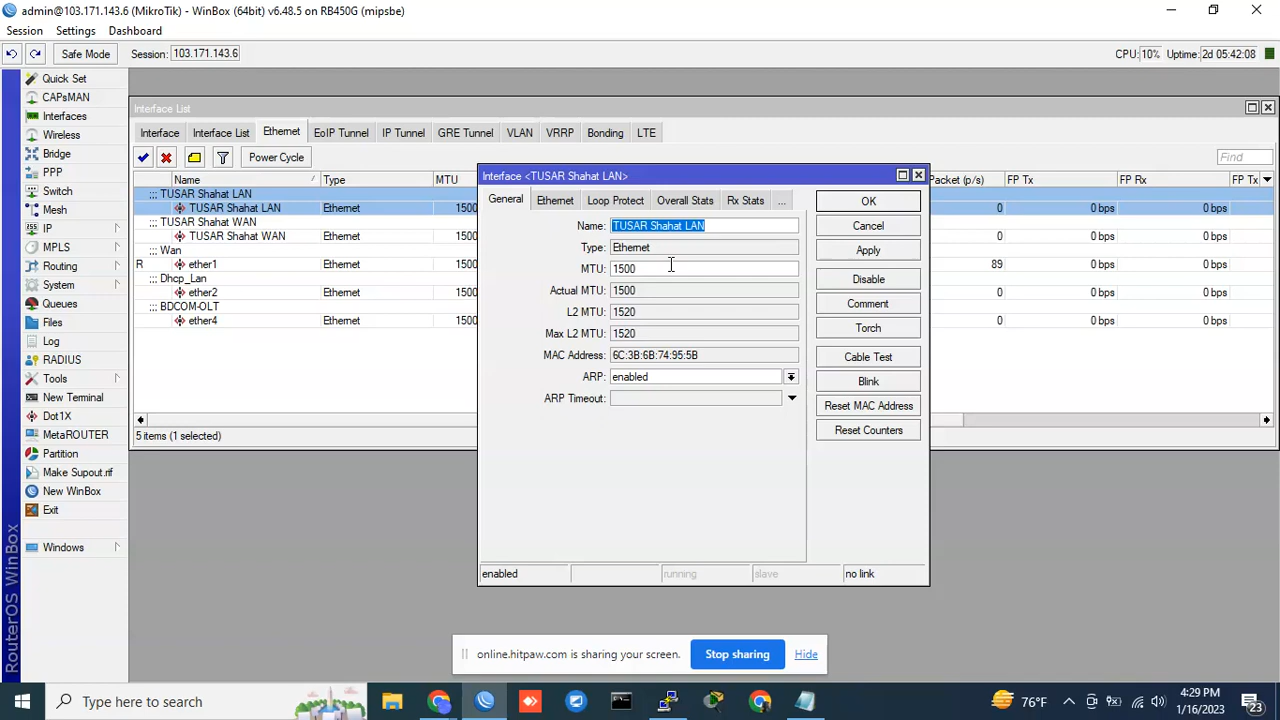 admin@103.171.143.6 (MikroTik) - WinBox (64bit) v6.48.5 on RB450G (mipsbe)
Session Settings Dashboard
Safe Mode Session: 103.171.143.6 CPU: 10% Uptime: 2d 05:42:08
Quick Set
CAPsMAN
Interfaces
Wireless
Bridge
PPP
Switch
Mesh
IP
MPLS
Routing
System
Queues
Files
Log
RADIUS
Tools
New Terminal
Dot1X
MetaROUTER
Partition
Make Supout.rif
New WinBox
Exit
Windows
RouterOS WinBox
Interface List
Interface Interface List Ethernet EoIP Tunnel IP Tunnel GRE Tunnel VLAN VRRP Bonding LTE
Power Cycle Find
Name Type MTU Packet (p/s) FP Tx FP Rx FP Tx
::: TUSAR Shahat LAN
TUSAR Shahat LAN Ethernet 1500 0 0 bps 0 bps
::: TUSAR Shahat WAN
TUSAR Shahat WAN Ethernet 1500 0 0 bps 0 bps
::: Wan
R ether1 Ethernet 1500 89 0 bps 0 bps
::: Dhcp_Lan
ether2 Ethernet 1500 0 0 bps 0 bps
::: BDCOM-OLT
ether4 Ethernet 1500 0 0 bps 0 bps
5 items (1 selected)
Interface <TUSAR Shahat LAN>
General Ethernet Loop Protect Overall Stats Rx Stats ...
Name: TUSAR Shahat LAN
Type: Ethernet
MTU: 1500
Actual MTU: 1500
L2 MTU: 1520
Max L2 MTU: 1520
MAC Address: 6C:3B:6B:74:95:5B
ARP: enabled
ARP Timeout:
OK
Cancel
Apply
Disable
Comment
Torch
Cable Test
Blink
Reset MAC Address
Reset Counters
enabled running slave no link
online.hitpaw.com is sharing your screen. Stop sharing Hide
Type here to search 76°F 4:29 PM
1/16/2023 23